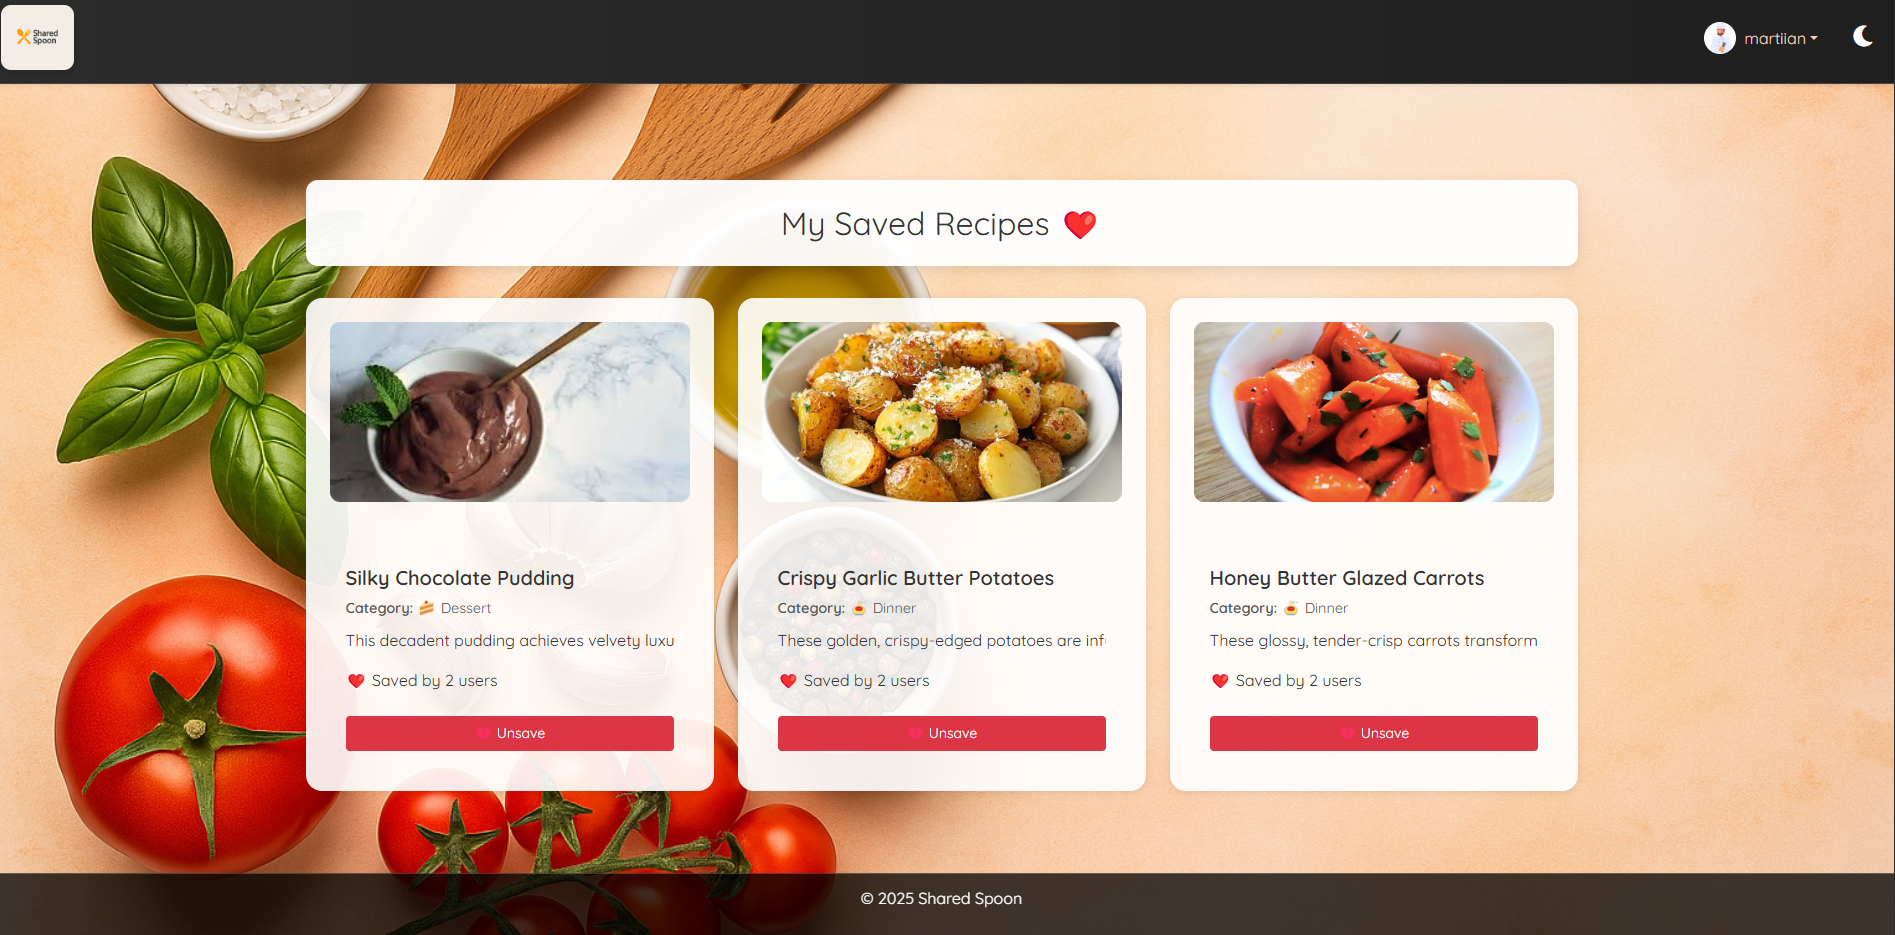 Shared
Spoon
martiian
My Saved Recipes
Silky Chocolate Pudding
Category: Dessert
This decadent pudding achieves velvety luxu
Saved by 2 users
Unsave
Crispy Garlic Butter Potatoes
Category: Dinner
These golden, crispy-edged potatoes are inf
Saved by 2 users
Unsave
Honey Butter Glazed Carrots
Category: Dinner
These glossy, tender-crisp carrots transform
Saved by 2 users
Unsave
© 2025 Shared Spoon